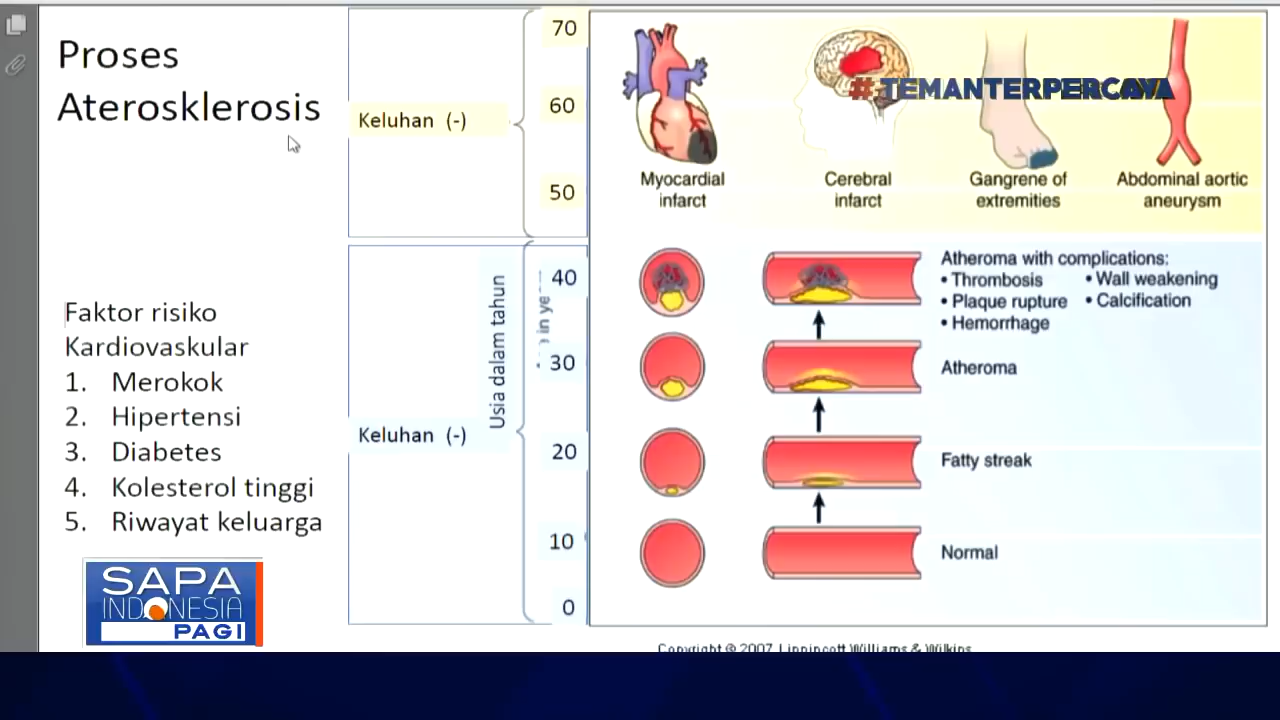 Proses
Aterosklerosis
Faktor risiko
Kardiovaskular
1. Merokok
2. Hipertensi
3. Diabetes
4. Kolesterol tinggi
5. Riwayat keluarga
SAPA
INDONESIA
PAGI
Keluhan (-)
Keluhan (-)
Usia dalam tahun
in ye
70
60
50
40
30
20
10
0
#TEMANTERPERCAYA
Myocardial
infarct
Cerebral
infarct
Gangrene of
extremities
Abdominal aortic
aneurysm
Atheroma with complications:
• Thrombosis
• Wall weakening
• Plaque rupture
• Calcification
• Hemorrhage
Atheroma
Fatty streak
Normal
Copyright © 2007 Lippincott Williams & Wilkins